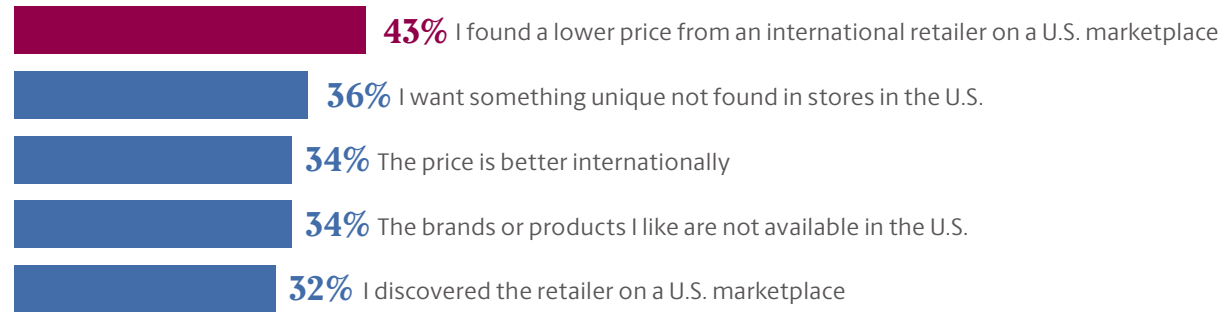 43% I found a lower price from an international retailer on a U.S. marketplace
36% I want something unique not found in stores in the U.S.
34% The price is better internationally
34% The brands or products I like are not available in the U.S.
32% I discovered the retailer on a U.S. marketplace